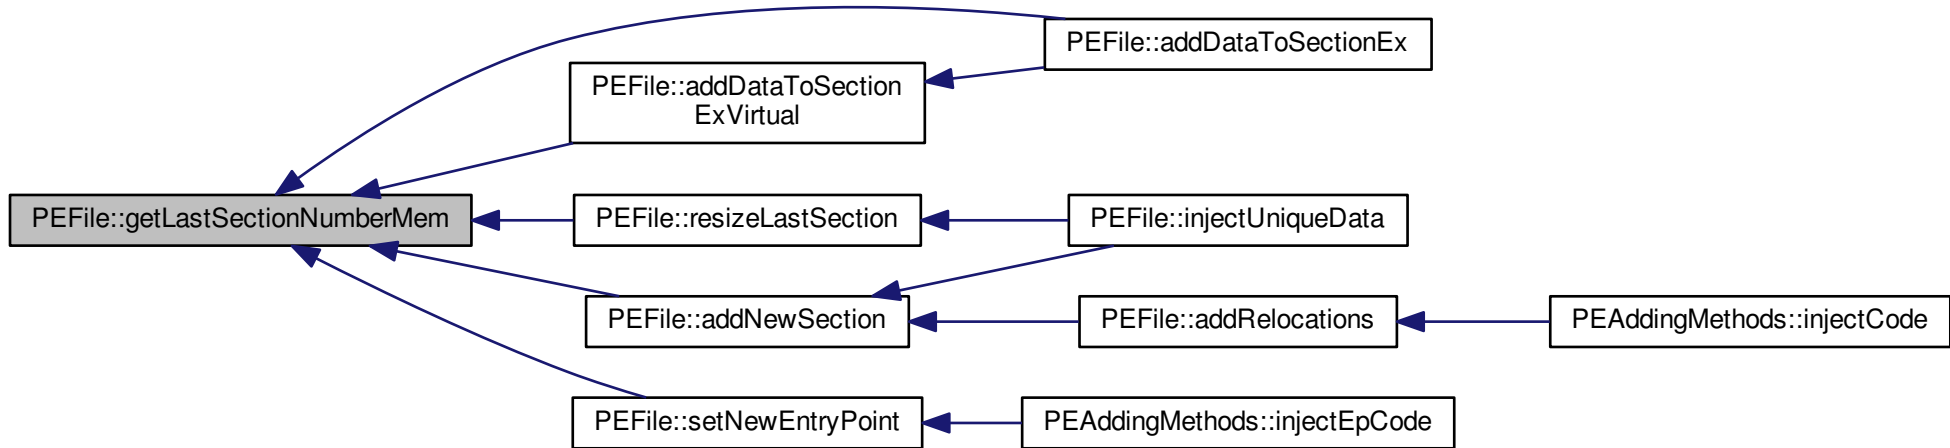 PEFile::addDataToSectionEx
PEFile::addDataToSection
ExVirtual
PEFile::getLastSectionNumberMem
PEFile::resizeLastSection
PEFile::injectUniqueData
PEFile::addNewSection
PEFile::addRelocations
PEAddingMethods::injectCode
PEFile::setNewEntryPoint
PEAddingMethods::injectEpCode